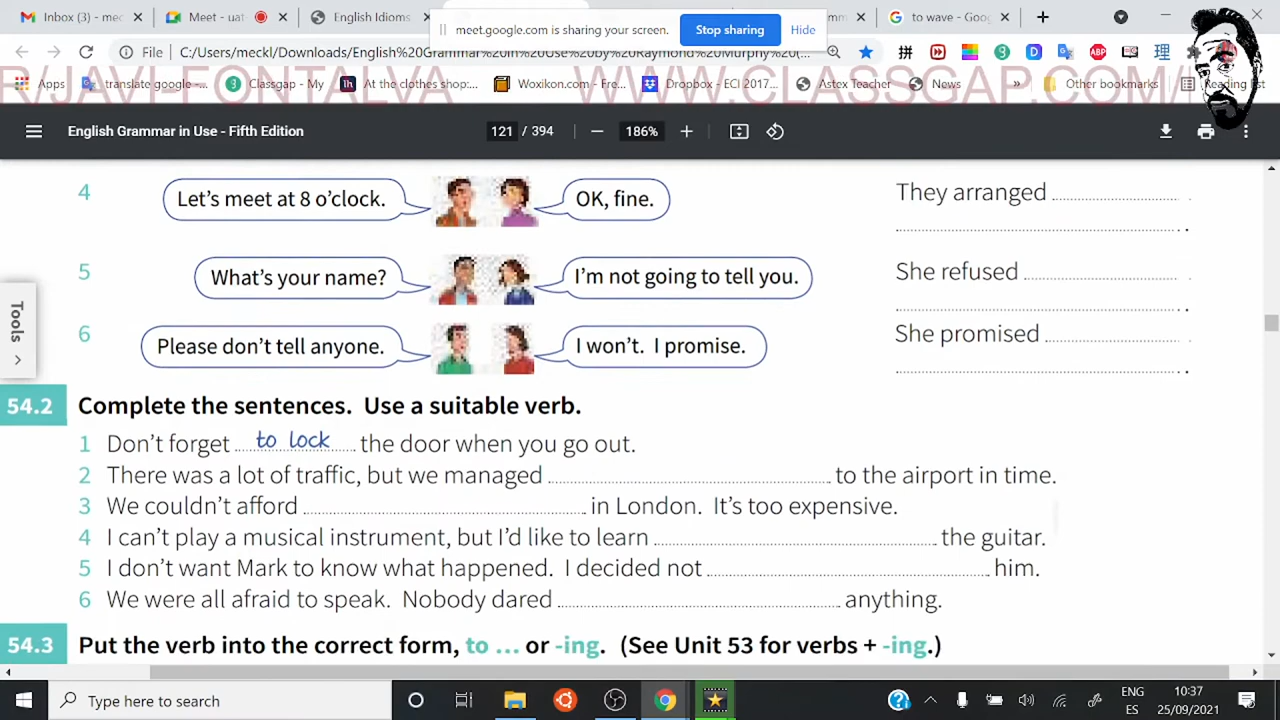 Inbox (3) - mec
Meet - uat
English Idioms
mm
to wave - Goog
meet.google.com is sharing your screen.
Stop sharing
Hide
File
C:/Users/meckl/Downloads/English%20Grammar%20in%20Use%20by%20Raymond%20Murphy%20(
Apps
translate google -...
Classgap - My
At the clothes shop:...
Woxikon.com - Fre...
Dropbox - ECI 2017...
Astex Teacher
News
»
Other bookmarks
Reading list
WWW.CLASSGAP.COM/
English Grammar in Use - Fifth Edition
121 / 394
186%
4 Let's meet at 8 o'clock. OK, fine. They arranged
5 What's your name? I'm not going to tell you. She refused
6 Please don't tell anyone. I won't. I promise. She promised
Tools
54.2 Complete the sentences. Use a suitable verb.
1 Don't forget to lock the door when you go out.
2 There was a lot of traffic, but we managed to the airport in time.
3 We couldn't afford in London. It's too expensive.
4 I can't play a musical instrument, but I'd like to learn the guitar.
5 I don't want Mark to know what happened. I decided not him.
6 We were all afraid to speak. Nobody dared anything.
54.3 Put the verb into the correct form, to ... or -ing. (See Unit 53 for verbs + -ing.)
Type here to search
ENG
ES
10:37
25/09/2021